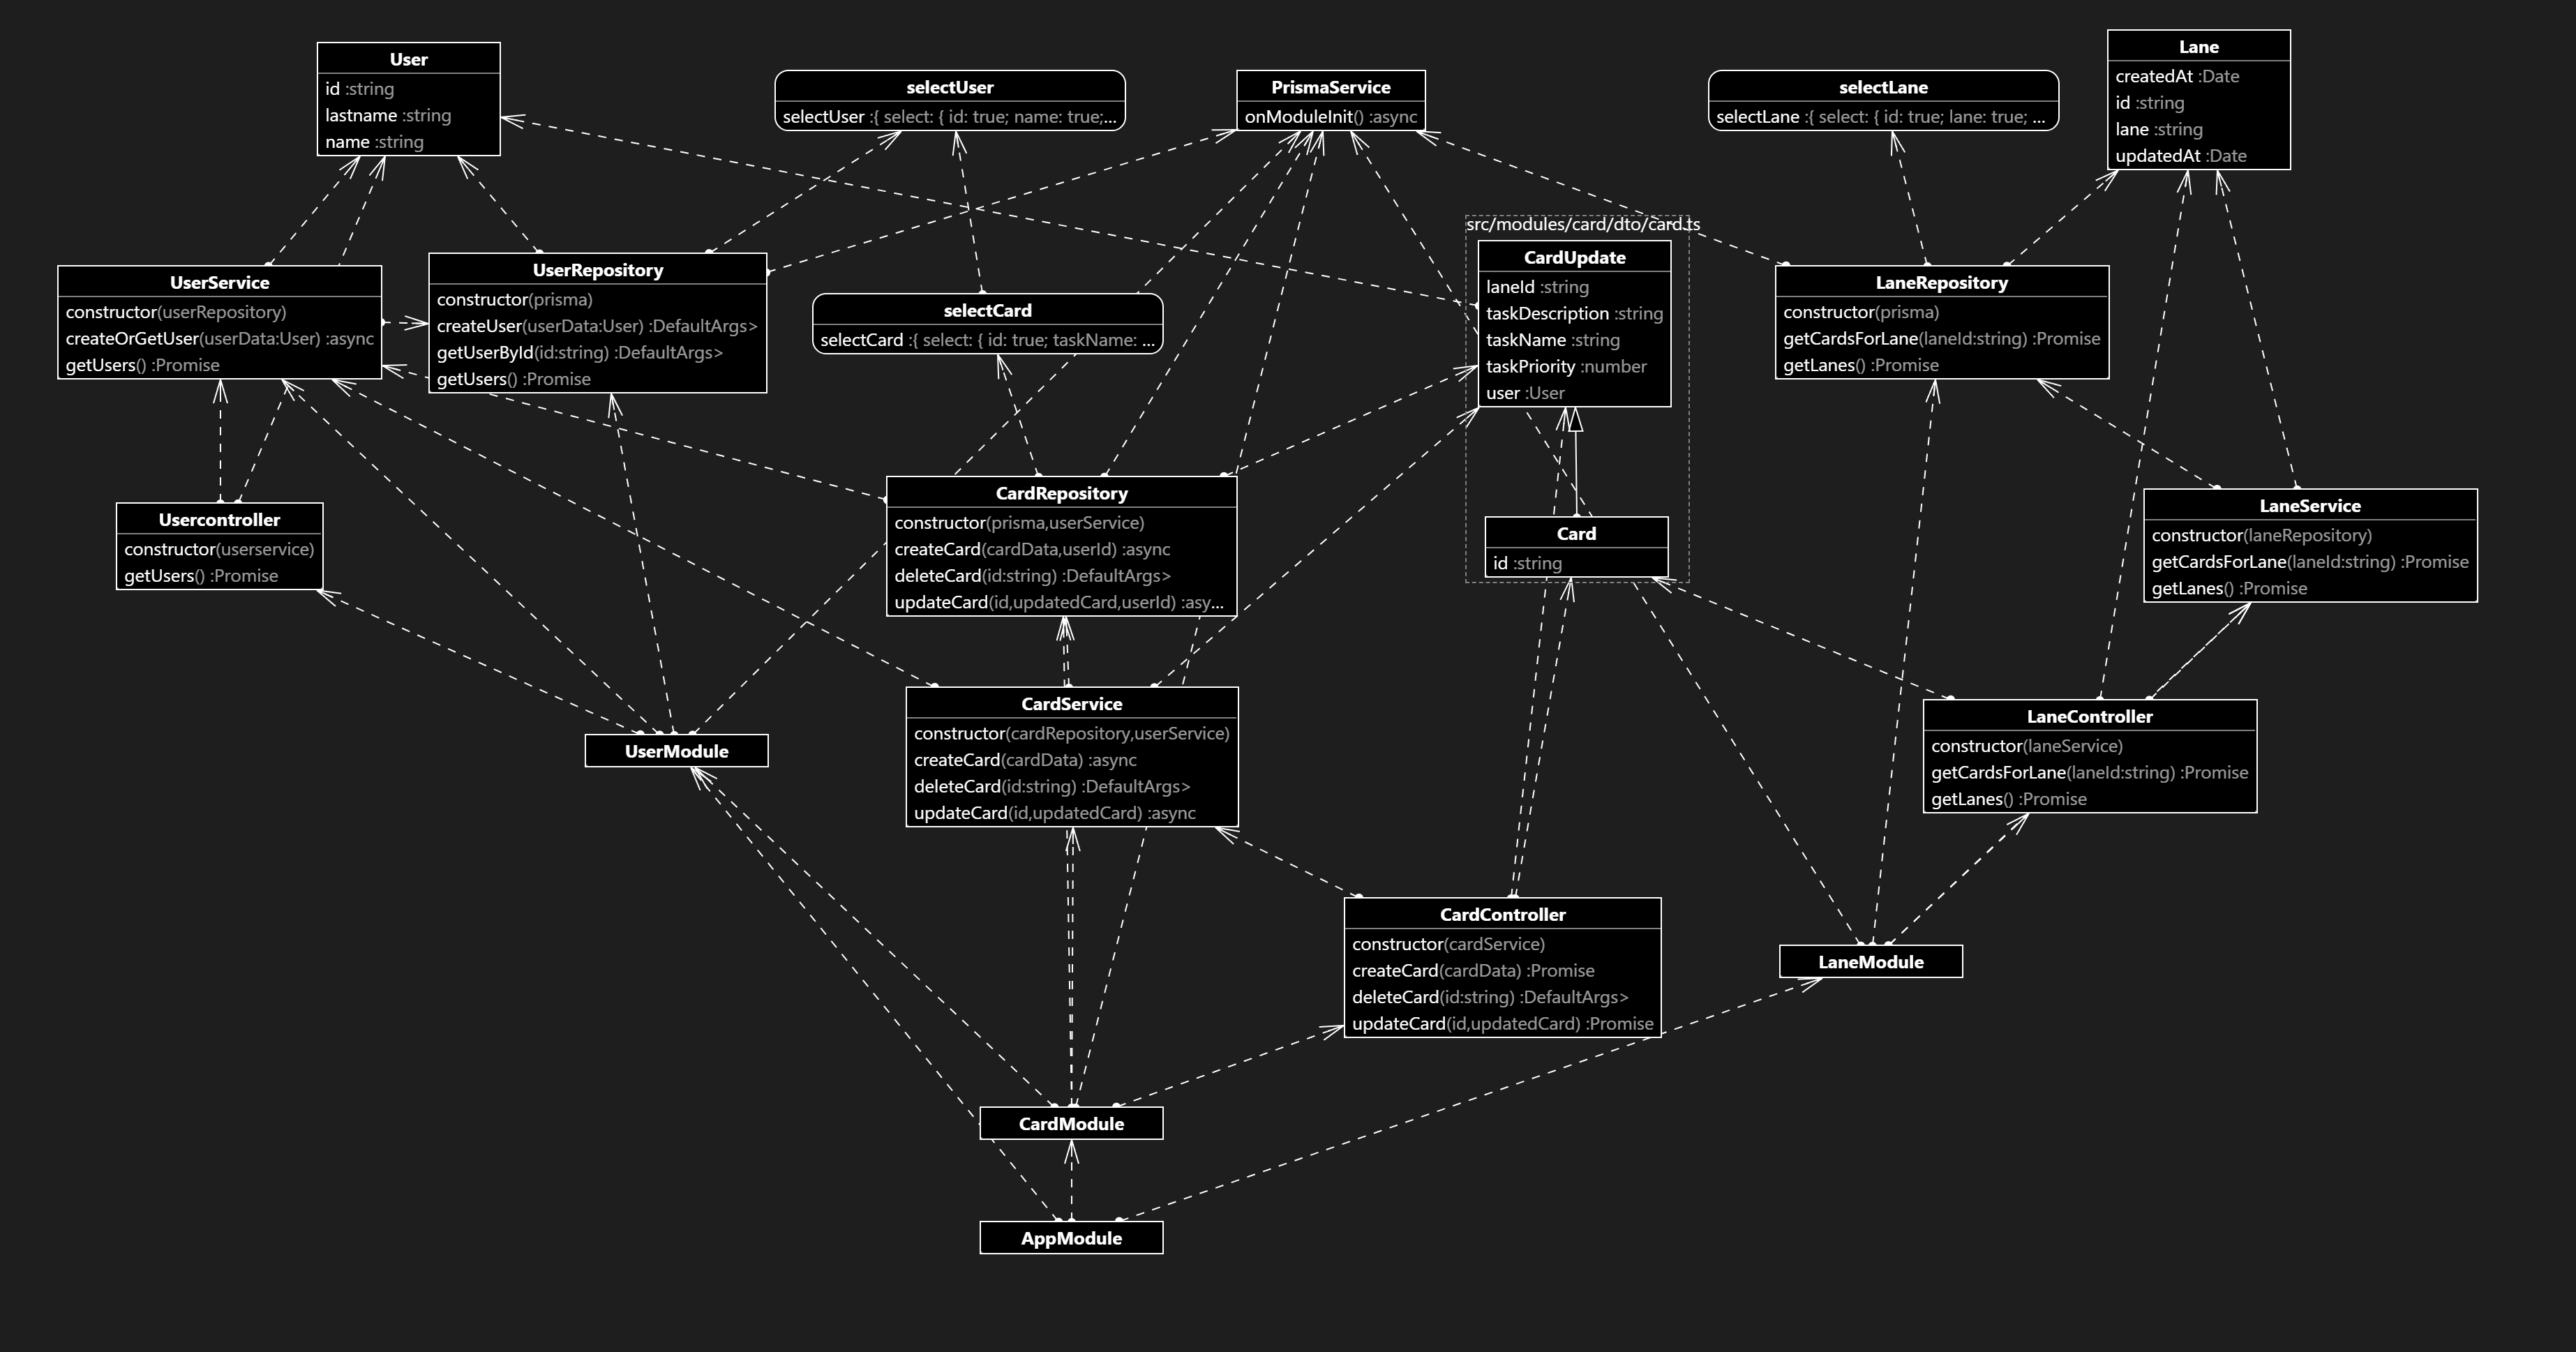 User
id :string
lastname :string
name :string
selectUser
selectUser :{ select: { id: true; name: true;...
PrismaService
onModuleInit() :async
selectLane
selectLane :{ select: { id: true; lane: true; ...
Lane
createdAt :Date
id :string
lane :string
updatedAt :Date
UserService
constructor(userRepository)
createOrGetUser(userData:User) :async
getUsers() :Promise
UserRepository
constructor(prisma)
createUser(userData:User) :DefaultArgs>
getUserById(id:string) :DefaultArgs>
getUsers() :Promise
selectCard
selectCard :{ select: { id: true; taskName: ...
src/modules/card/dto/card.ts
CardUpdate
laneId :string
taskDescription :string
taskName :string
taskPriority :number
user :User
LaneRepository
constructor(prisma)
getCardsForLane(laneId:string) :Promise
getLanes() :Promise
Usercontroller
constructor(userservice)
getUsers() :Promise
CardRepository
constructor(prisma,userService)
createCard(cardData,userId) :async
deleteCard(id:string) :DefaultArgs>
updateCard(id,updatedCard,userId) :asy...
Card
id :string
LaneService
constructor(laneRepository)
getCardsForLane(laneId:string) :Promise
getLanes() :Promise
UserModule
CardService
constructor(cardRepository,userService)
createCard(cardData) :async
deleteCard(id:string) :DefaultArgs>
updateCard(id,updatedCard) :async
LaneController
constructor(laneService)
getCardsForLane(laneId:string) :Promise
getLanes() :Promise
CardController
constructor(cardService)
createCard(cardData) :Promise
deleteCard(id:string) :DefaultArgs>
updateCard(id,updatedCard) :Promise
LaneModule
CardModule
AppModule